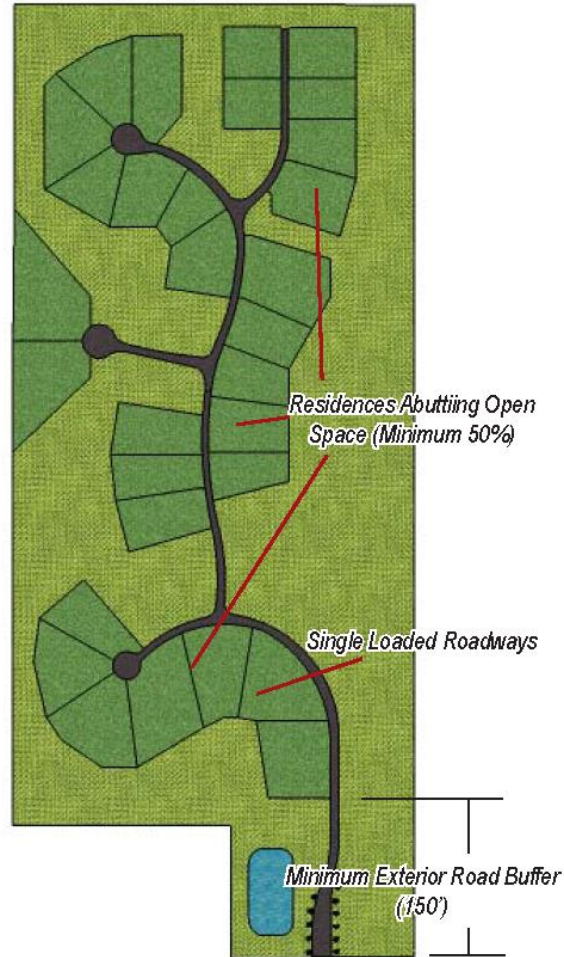 Residences Abuttiing Open
Space (Minimum 50%)
Single Loaded Roadways
Minimum Exterior Road Buffer
(150')